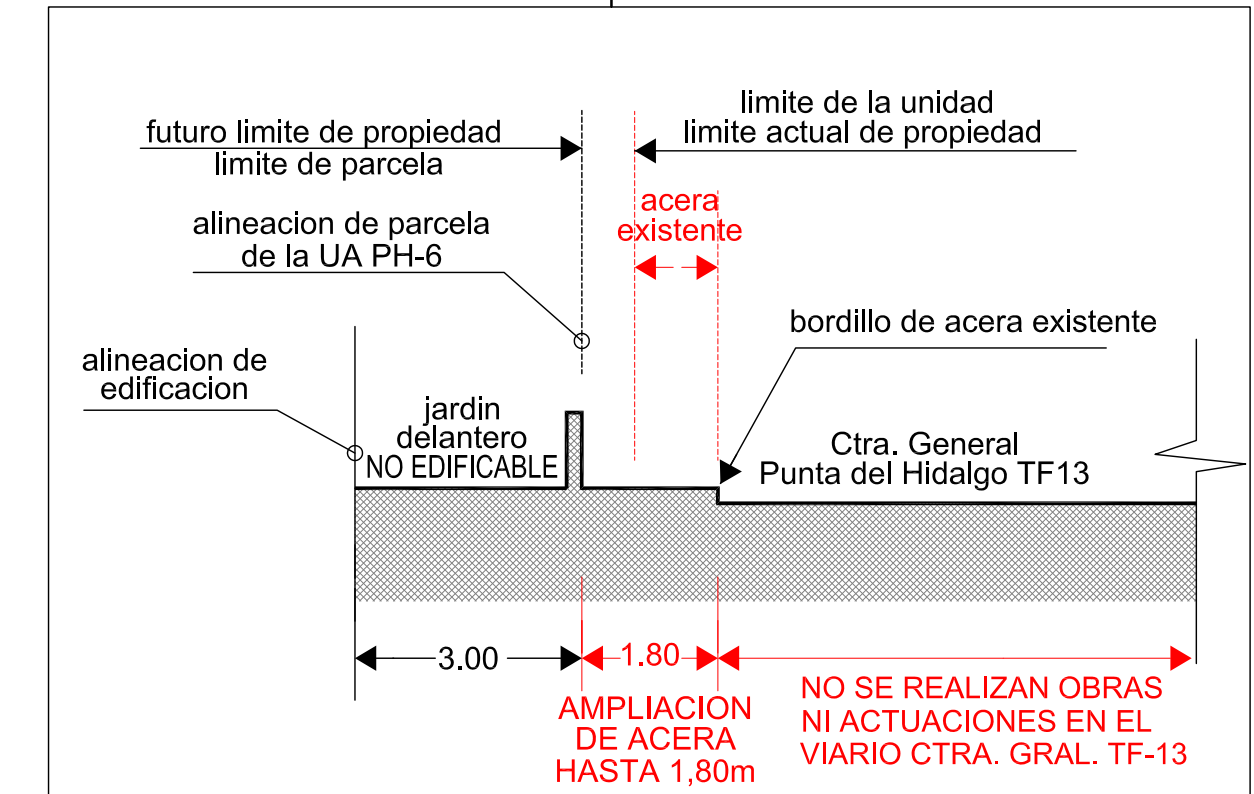 limite de la unidad
limite actual de propiedad
futuro limite de propiedad
limite de parcela
acera
existente
alineacion de parcela
de la UA PH-6
bordillo de acera existente
alineacion de
edificacion
jardin
delantero
NO EDIFICABLE
Ctra. General
Punta del Hidalgo TF13
3.00
1.80
AMPLIACION
DE ACERA
HASTA 1,80m
NO SE REALIZAN OBRAS
NI ACTUACIONES EN EL
VIARIO CTRA. GRAL. TF-13